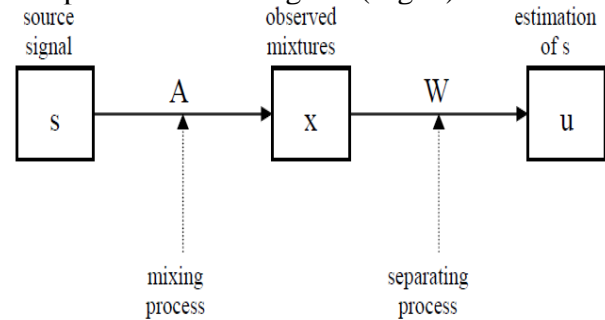 source
signal
observed
mixtures
estimation
of s
s
A
x
W
u
mixing
process
separating
process